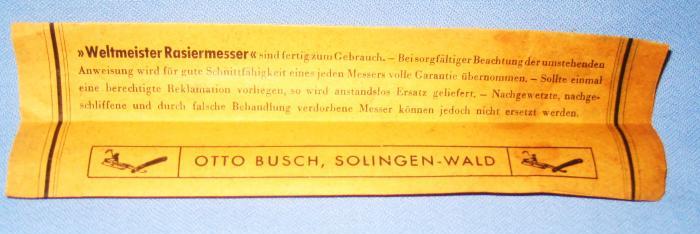 »Weltmeister Rasiermesser« sind fertig zum Gebrauch. – Bei sorgfältiger Beachtung der umstehenden
Anweisung wird für gute Schnittfähigkeit eines jeden Messers volle Garantie übernommen. – Sollte einmal
eine berechtigte Reklamation vorliegen, so wird anstandslos Ersatz geliefert. – Nachgewetzte, nachge-
schliffene und durch falsche Behandlung verdorbene Messer können jedoch nicht ersetzt werden.
OTTO BUSCH, SOLINGEN-WALD